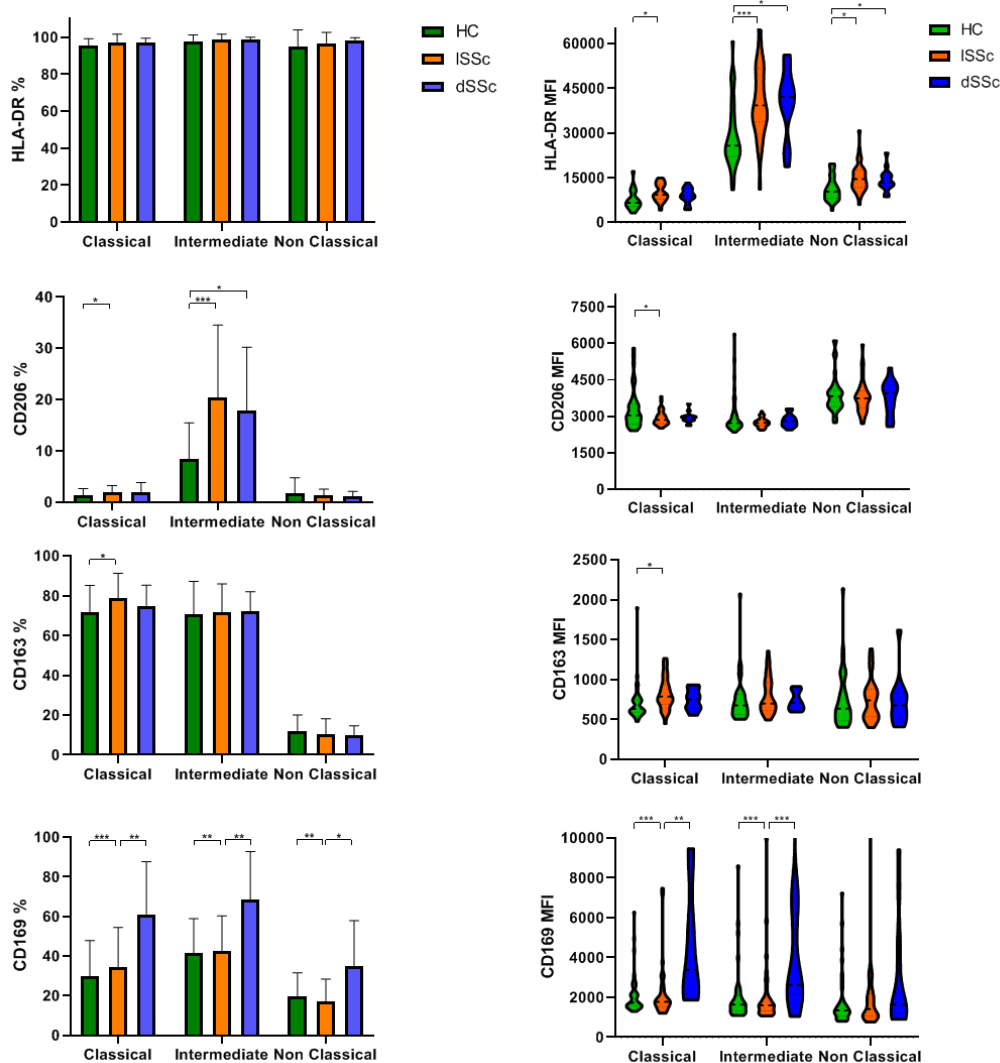 HLA-DR %
100
80
60
40
20
0
Classical Intermediate Non Classical
HC
lSSc
dSSc
HLA-DR MFI
60000
45000
30000
15000
0
* *** * * *
Classical Intermediate Non Classical
HC
lSSc
dSSc
CD206 %
40
30
20
10
0
* *** *
Classical Intermediate Non Classical
CD206 MFI
7500
6000
4500
3000
1500
0
*
Classical Intermediate Non Classical
CD163 %
100
80
60
40
20
0
*
Classical Intermediate Non Classical
CD163 MFI
2500
2000
1500
1000
500
0
*
Classical Intermediate Non Classical
CD169 %
100
80
60
40
20
0
*** ** ** ** ** *
Classical Intermediate Non Classical
CD169 MFI
10000
8000
6000
4000
2000
0
*** ** *** ***
Classical Intermediate Non Classical